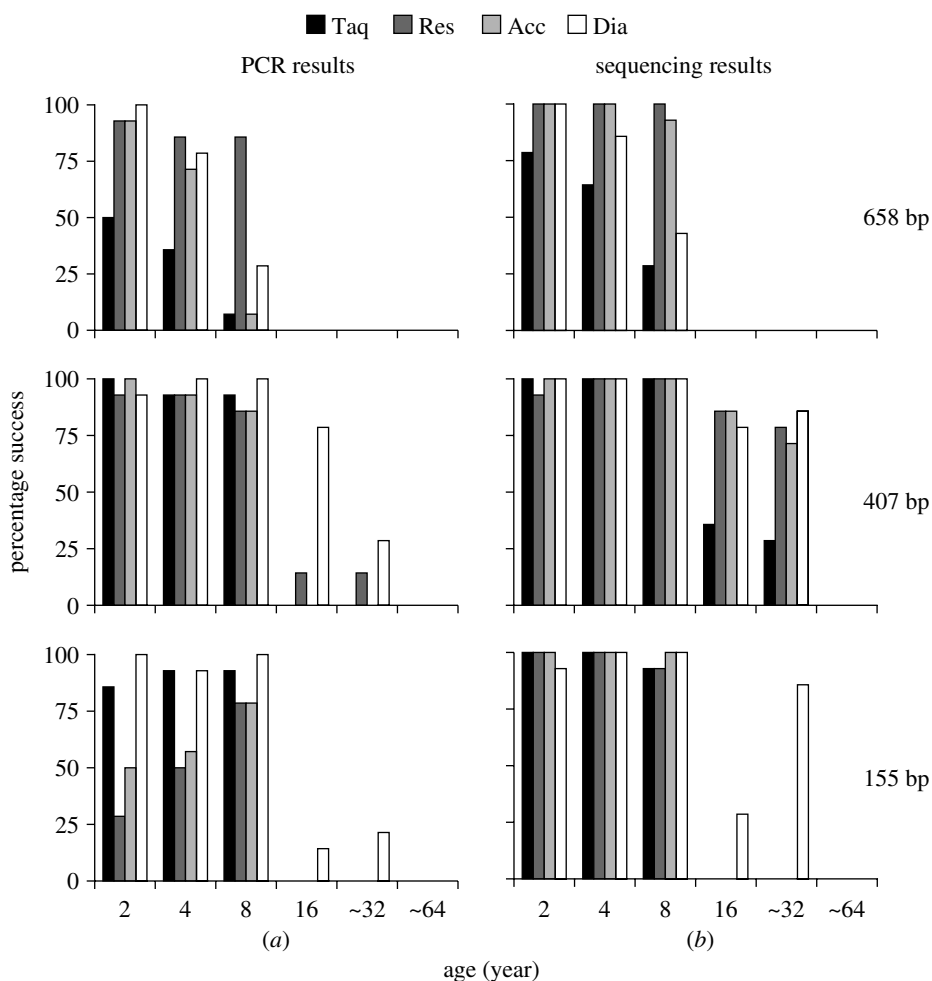 Taq Res Acc Dia
PCR results sequencing results
100
75
50
25
0
658 bp
100
75
50
25
0
407 bp
percentage success
100
75
50
25
0
155 bp
2 4 8 16 ~32 ~64 2 4 8 16 ~32 ~64
(a) (b)
age (year)